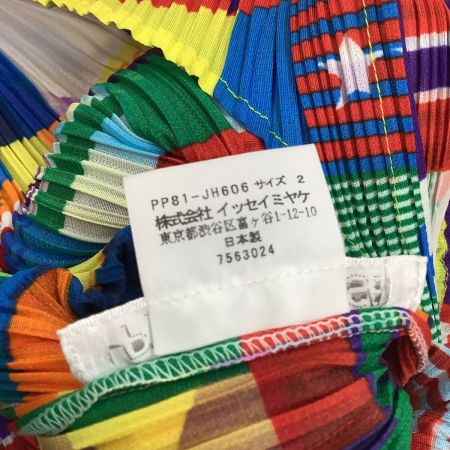 PP81-JH606 サイズ 2
株式会社 イッセイミヤケ
東京都渋谷区富ヶ谷1-12-10
日本製
7563024